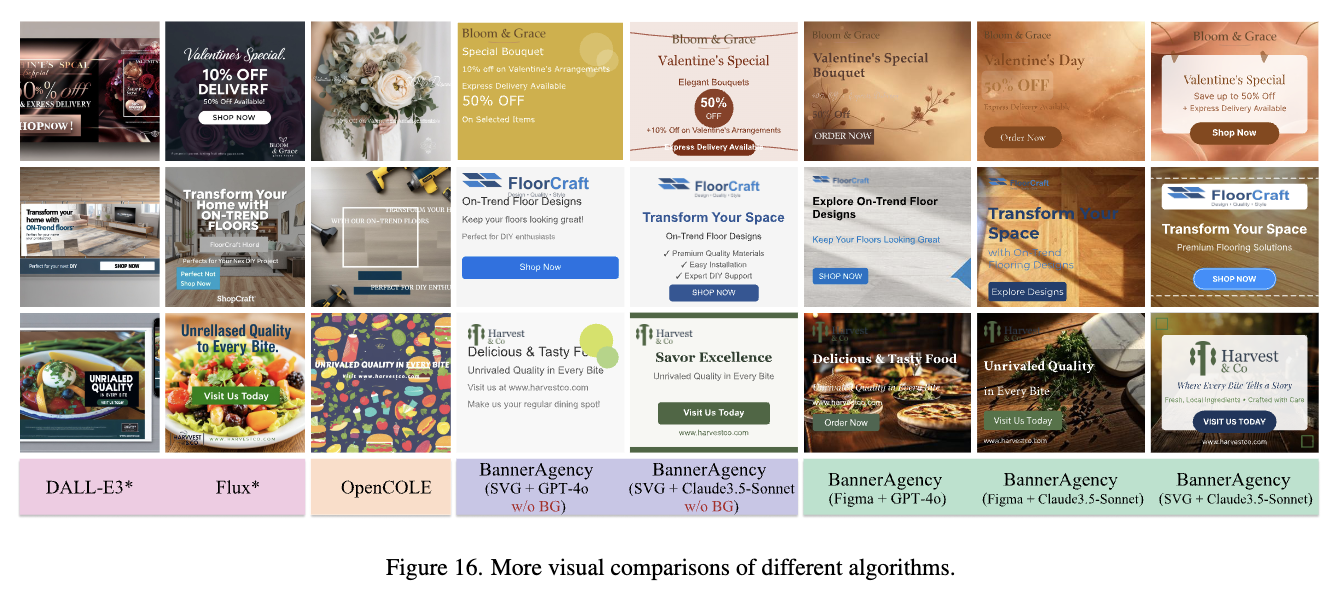 TINE'S SPCAL
& EXPRESS DELIVERY
HOP NOW!
Valentine's Special.
10% OFF
DELIVERF
50% Off Available!
SHOP NOW
BLOOM
& Grace
Bloom & Grace
Special Bouquet
10% off on Valentine's Arrangements
Express Delivery Available
50% OFF
On Selected Items
Bloom & Grace
Valentine's Special
Elegant Bouquets
50%
OFF
+10% Off on Valentine's Arrangements
Express Delivery Available
Bloom & Grace
Valentine's Special
Bouquet
ORDER NOW
Bloom & Grace
Valentine's Day
50% OFF
Express Delivery Available
Order Now
Bloom & Grace
Valentine's Special
Save up to 50% Off
+ Express Delivery Available
Shop Now
Transform your
home with
ON-Trend floors
Perfect for your next DIY
SHOP NOW
Transform Your
Home with
ON-TREND
FLOORS
FloorCraft Hlord
Perfects for Your Nex DIY Project
Perfect Not
Shop Now
ShopCraft
TRANSFORM YOUR H
WITH OUR ON-TREND FLOORS
PERFECT FOR DIY ENTHU
FloorCraft
Design • Quality • Style
On-Trend Floor Designs
Keep your floors looking great!
Perfect for DIY enthusiasts
Shop Now
FloorCraft
Design • Quality • Style
Transform Your Space
On-Trend Floor Designs
✓ Premium Quality Materials
✓ Easy Installation
✓ Expert DIY Support
SHOP NOW
FloorCraft
Explore On-Trend Floor
Designs
Keep Your Floors Looking Great
SHOP NOW
FloorCraft
Transform Your
Space
with On-Trend
Flooring Designs
Explore Designs
FloorCraft
Design • Quality • Style
Transform Your Space
Premium Flooring Solutions
SHOP NOW
UNRIALED
QUALITY
IN EVERY BITE
Unrellased Quality
to Every Bite.
Visit Us Today
HARVVEST
&CO
WWW.HARVESTCO.COM
UNRIVALED QUALITY IN EVERY BITE
visit us www.harvestco.com
Harvest
& Co
Delicious & Tasty Fo
Unrivaled Quality in Every Bite
Visit us at www.harvestco.com
Make us your regular dining spot!
Harvest
& Co
Savor Excellence
Unrivaled Quality in Every Bite
Visit Us Today
www.harvestco.com
Harvest
& Co
Delicious & Tasty Food
Unrivaled Quality in Every Bite
www.harvestco.com
Order Now
Harvest
& Co
Unrivaled Quality
in Every Bite
Visit Us Today
www.harvestco.com
Harvest
& Co
Where Every Bite Tells a Story
Fresh, Local Ingredients • Crafted with Care
VISIT US TODAY
www.harvestco.com
DALL-E3*
Flux*
OpenCOLE
BannerAgency
(SVG + GPT-4o
w/o BG)
BannerAgency
(SVG + Claude3.5-Sonnet
w/o BG)
BannerAgency
(Figma + GPT-4o)
BannerAgency
(Figma + Claude3.5-Sonnet)
BannerAgency
(SVG + Claude3.5-Sonnet)
Figure 16. More visual comparisons of different algorithms.